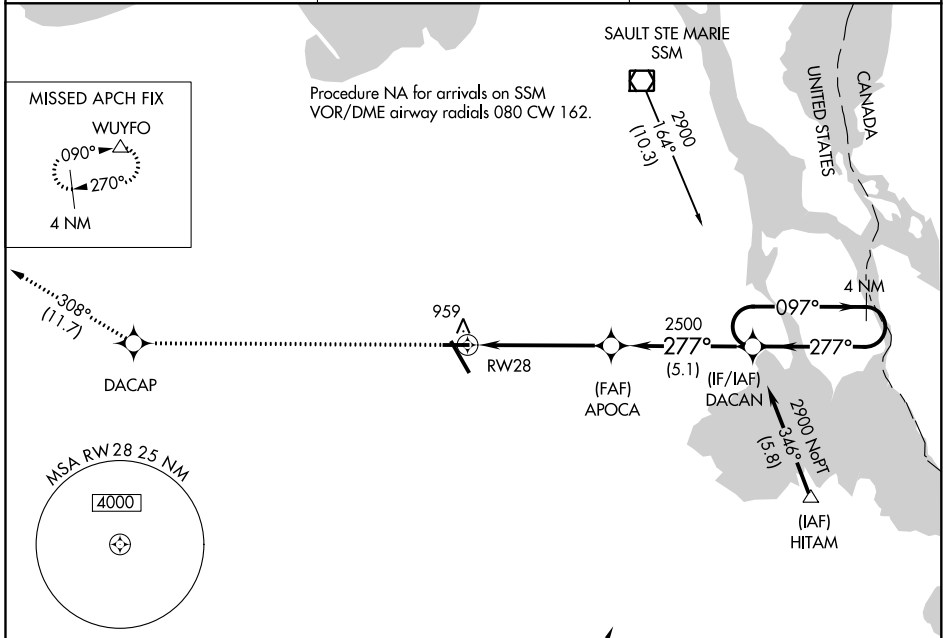 SAULT STE MARIE
SSM
MISSED APCH FIX
WUYFO
090°
270°
4 NM
Procedure NA for arrivals on SSM
VOR/DME airway radials 080 CW 162.
2900
164°
(10.3)
CANADA
UNITED STATES
308°
(11.7)
DACAP
959
RW28
(FAF)
APOCA
2500
277°
(5.1)
(IF/IAF)
DACAN
4 NM
097°
277°
2900 NoPT
346°
(5.8)
(IAF)
HITAM
MSA RW28 25 NM
4000